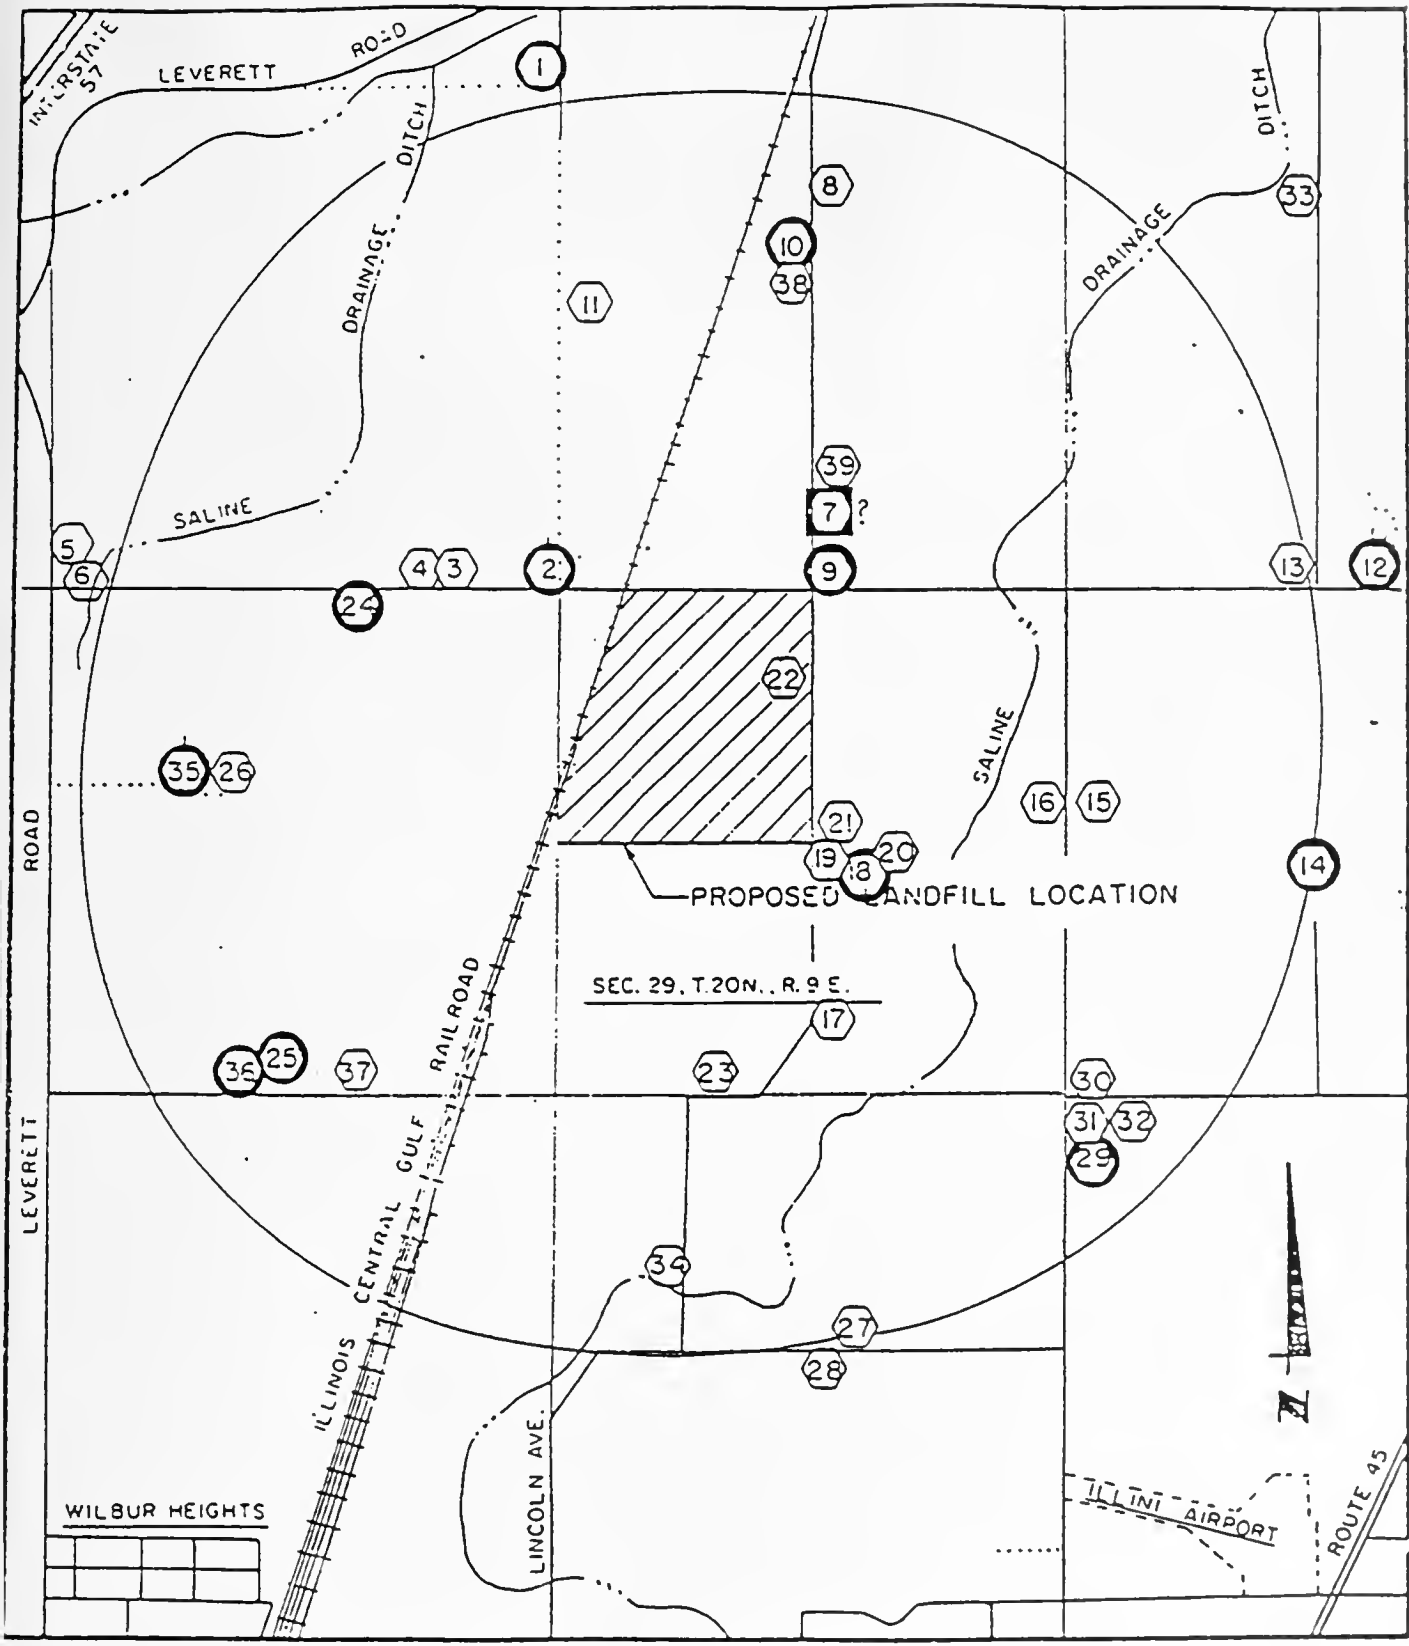 INTERSTATE
57
LEVERETT ROAD
1
DITCH
DITCH
8
33
10
DRAINAGE
38
DRAINAGE
11
39
SALINE
7 ?
5
6
4
3
2
9
13
12
24
22
SALINE
35
26
16
15
21
19
18
20
14
PROPOSED LANDFILL LOCATION
SEC. 29, T.20N., R.9E.
17
36
25
37
23
30
31
32
29
LEVERETT ROAD
ILLINOIS CENTRAL GULF RAILROAD
34
27
28
N
LINCOLN AVE.
WILBUR HEIGHTS
ILLINI AIRPORT
ROUTE 45